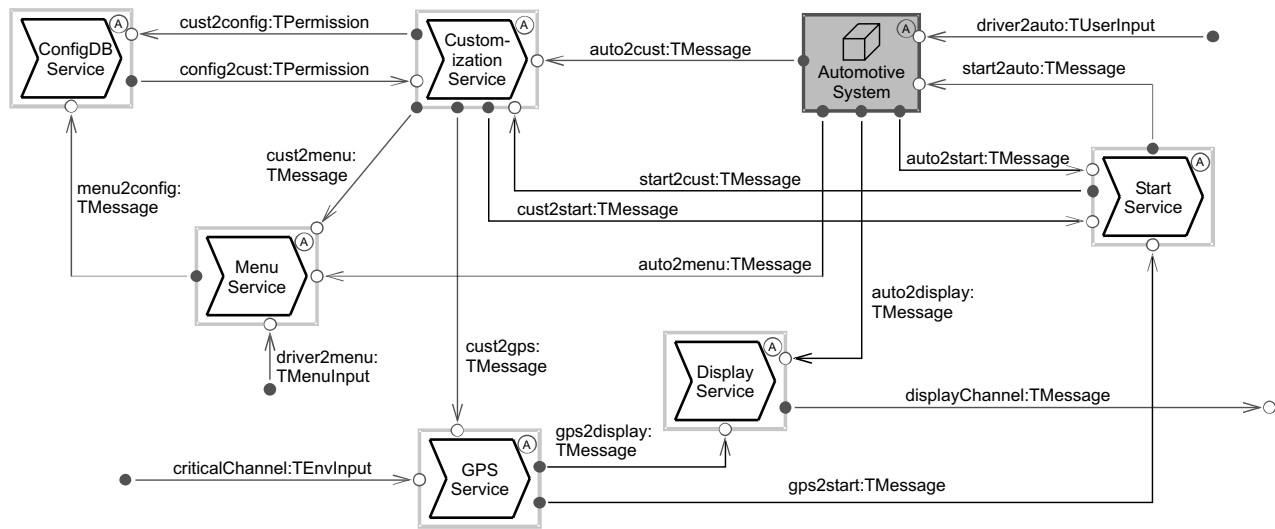 cust2config:TPermission
A
ConfigDB
Service
config2cust:TPermission
A
Custom-
ization
Service
auto2cust:TMessage
A
Automotive
System
driver2auto:TUserInput
start2auto:TMessage
cust2menu:
TMessage
menu2config:
TMessage
auto2start:TMessage
start2cust:TMessage
cust2start:TMessage
A
Start
Service
A
Menu
Service
auto2menu:TMessage
auto2display:
TMessage
driver2menu:
TMenuInput
cust2gps:
TMessage
A
Display
Service
displayChannel:TMessage
gps2display:
TMessage
criticalChannel:TEnvInput
A
GPS
Service
gps2start:TMessage